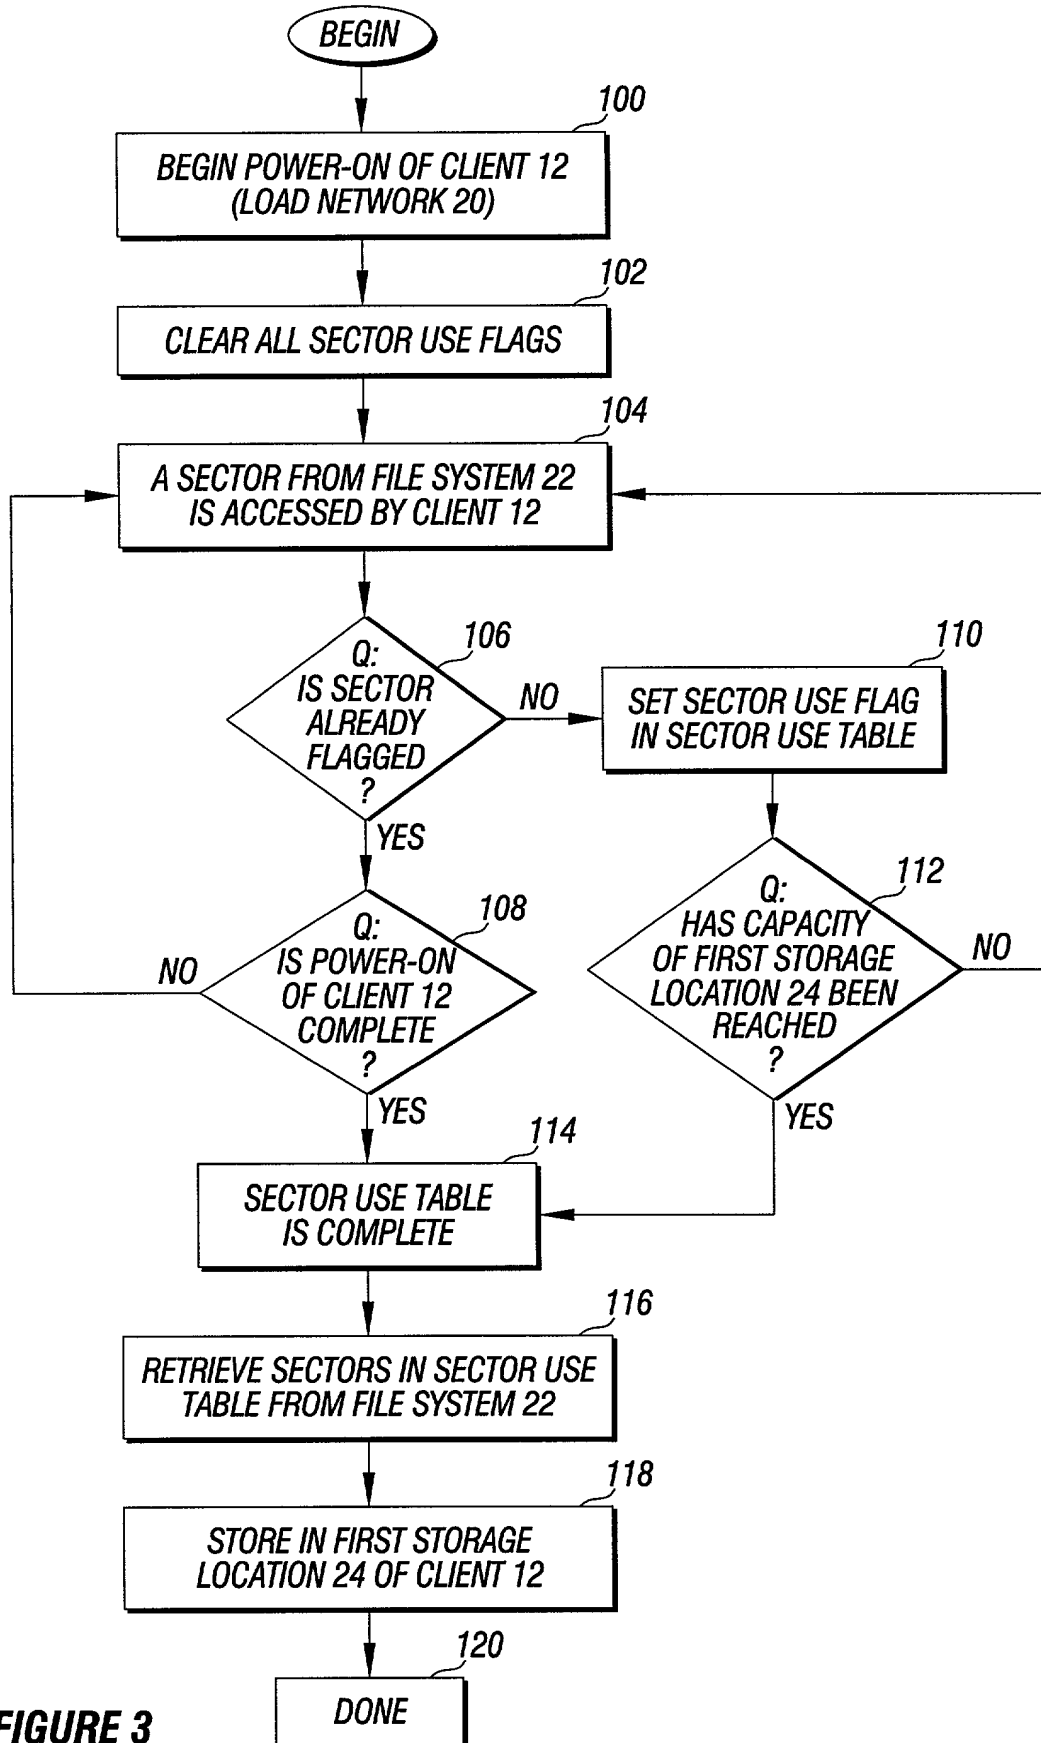 BEGIN
100
BEGIN POWER-ON OF CLIENT 12
(LOAD NETWORK 20)
102
CLEAR ALL SECTOR USE FLAGS
104
A SECTOR FROM FILE SYSTEM 22
IS ACCESSED BY CLIENT 12
106
Q:
IS SECTOR
ALREADY
FLAGGED
?
NO
YES
110
SET SECTOR USE FLAG
IN SECTOR USE TABLE
108
Q:
IS POWER-ON
OF CLIENT 12
COMPLETE
?
NO
YES
112
Q:
HAS CAPACITY
OF FIRST STORAGE
LOCATION 24 BEEN
REACHED
?
NO
YES
114
SECTOR USE TABLE
IS COMPLETE
116
RETRIEVE SECTORS IN SECTOR USE
TABLE FROM FILE SYSTEM 22
118
STORE IN FIRST STORAGE
LOCATION 24 OF CLIENT 12
120
DONE
FIGURE 3